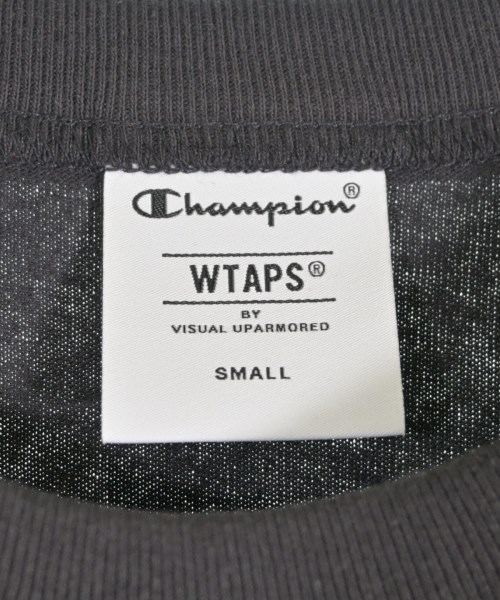 Champion®
WTAPS®
BY
VISUAL UPARMORED
SMALL